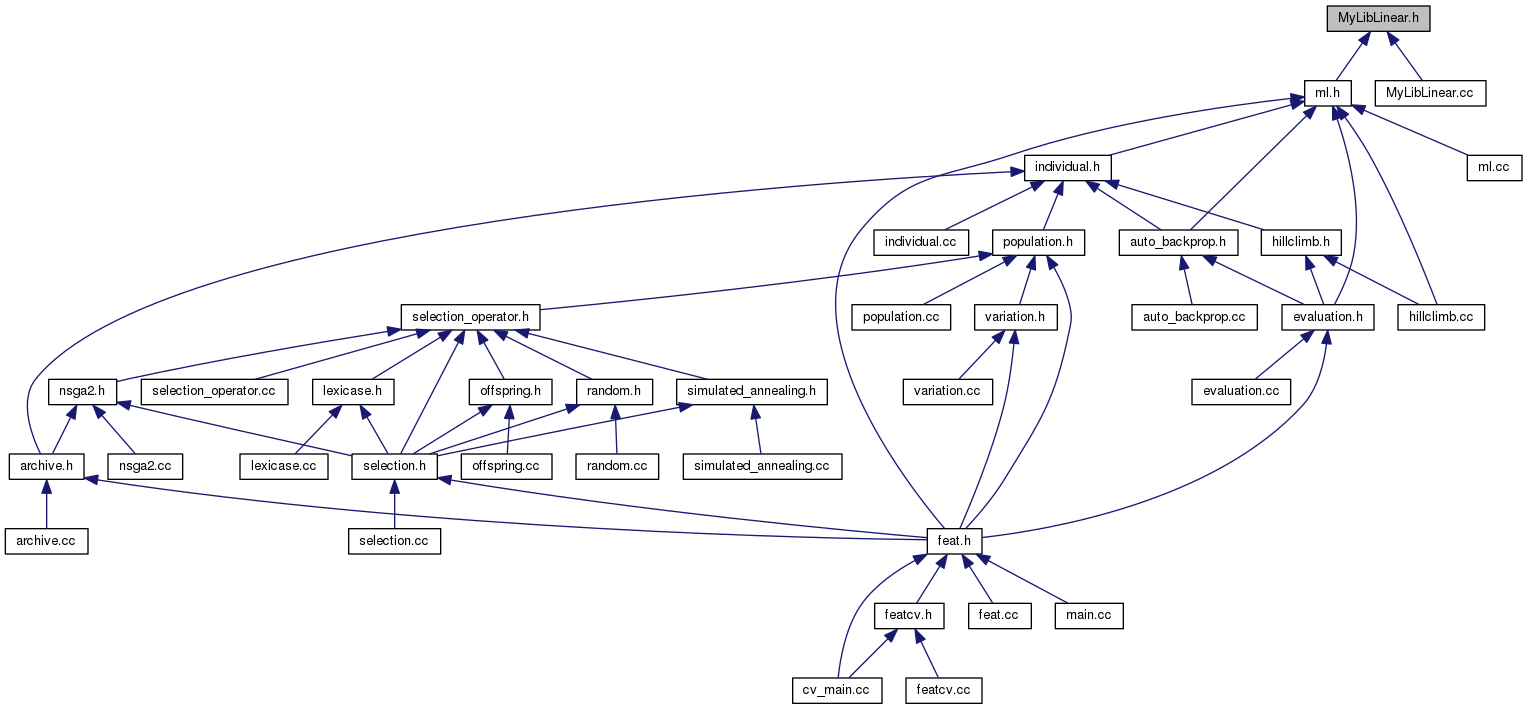 MyLibLinear.h
ml.h
MyLibLinear.cc
individual.h
ml.cc
individual.cc
population.h
auto_backprop.h
hillclimb.h
selection_operator.h
population.cc
variation.h
auto_backprop.cc
evaluation.h
hillclimb.cc
nsga2.h
selection_operator.cc
lexicase.h
offspring.h
random.h
simulated_annealing.h
variation.cc
evaluation.cc
archive.h
nsga2.cc
lexicase.cc
selection.h
offspring.cc
random.cc
simulated_annealing.cc
archive.cc
selection.cc
feat.h
featcv.h
feat.cc
main.cc
cv_main.cc
featcv.cc